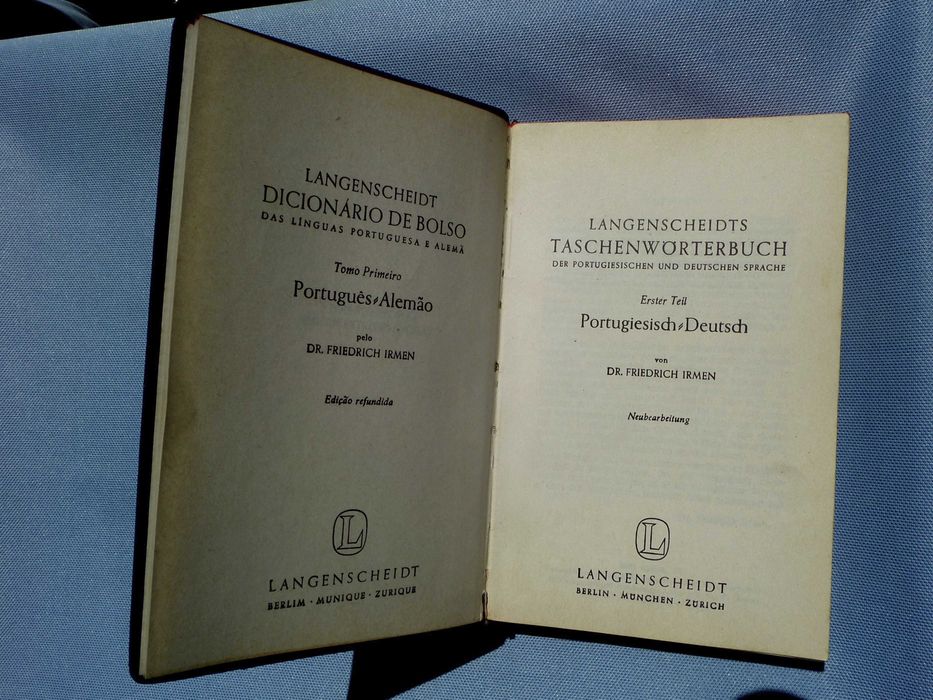 LANGENSCHEIDT
DICIONÁRIO DE BOLSO
DAS LÍNGUAS PORTUGUESA E ALEMÃ
Tomo Primeiro
Português-Alemão
pelo
DR. FRIEDRICH IRMEN
Edição refundida
L
LANGENSCHEIDT
BERLIM · MUNIQUE · ZURIQUE
LANGENSCHEIDTS
TASCHENWÖRTERBUCH
DER PORTUGIESISCHEN UND DEUTSCHEN SPRACHE
Erster Teil
Portugiesisch-Deutsch
von
DR. FRIEDRICH IRMEN
Neubearbeitung
L
LANGENSCHEIDT
BERLIN · MÜNCHEN · ZÜRICH